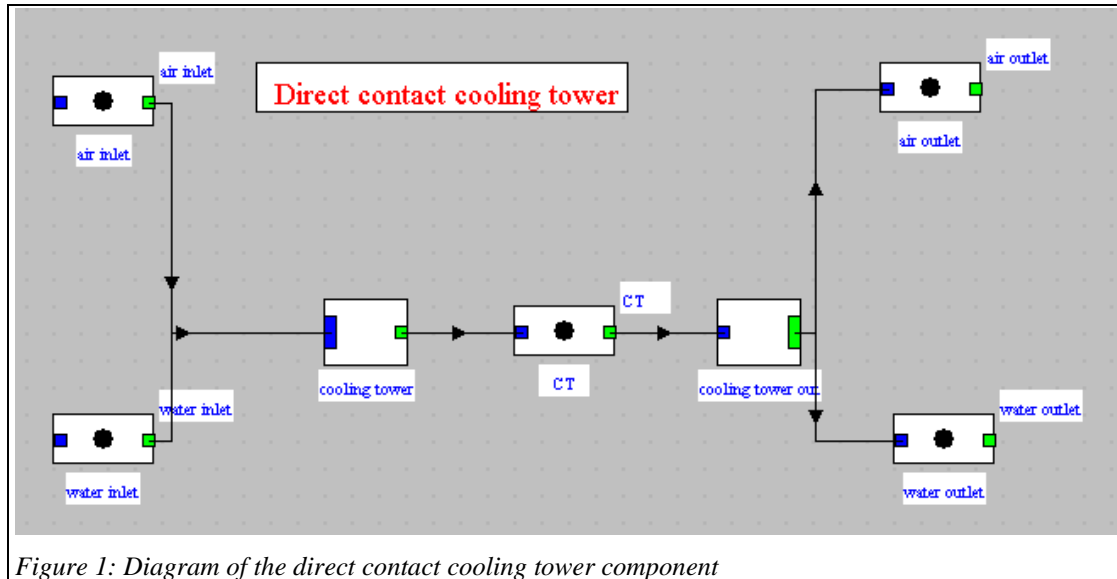 air inlet
air inlet
Direct contact cooling tower
air outlet
air outlet
cooling tower
CT
CT
cooling tower out
water inlet
water inlet
water outlet
water outlet
Figure 1: Diagram of the direct contact cooling tower component